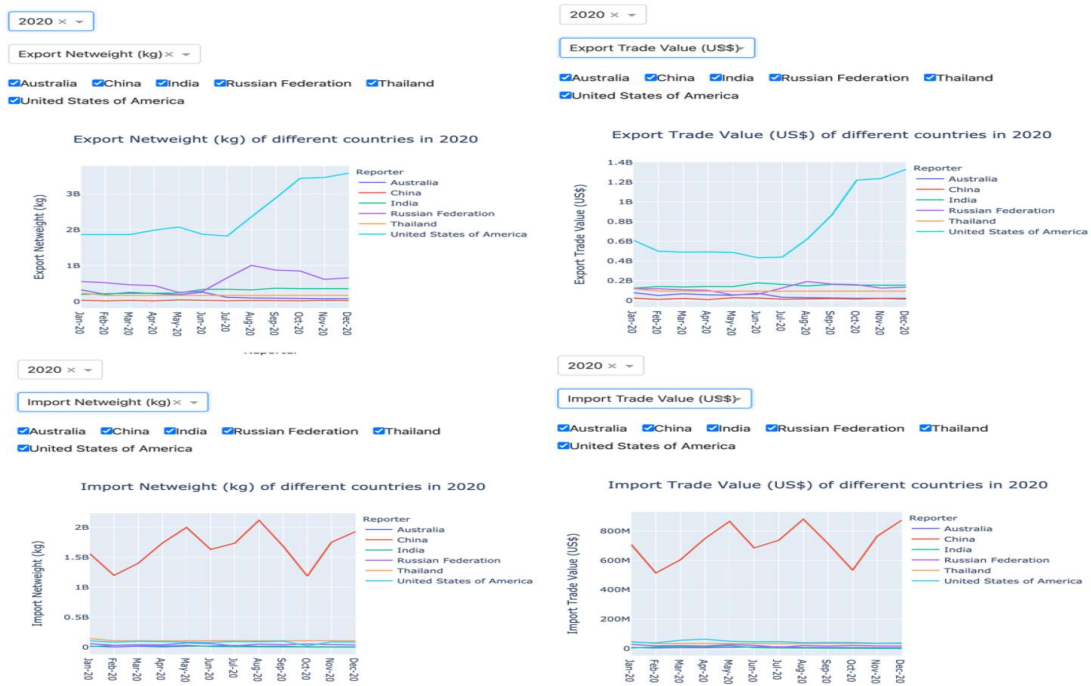 2020 × ▾
Export Netweight (kg) × ▾
Australia China India Russian Federation Thailand
United States of America
Export Netweight (kg) of different countries in 2020
Export Netweight (kg)
3B
2B
1B
0
Jan-20 Feb-20 Mar-20 Apr-20 May-20 Jun-20 Jul-20 Aug-20 Sep-20 Oct-20 Nov-20 Dec-20
Reporter
Australia
China
India
Russian Federation
Thailand
United States of America
2020 × ▾
Export Trade Value (US$)
Australia China India Russian Federation Thailand
United States of America
Export Trade Value (US$) of different countries in 2020
Export Trade Value (US$)
1.4B
1.2B
1B
0.8B
0.6B
0.4B
0.2B
0
Jan-20 Feb-20 Mar-20 Apr-20 May-20 Jun-20 Jul-20 Aug-20 Sep-20 Oct-20 Nov-20 Dec-20
Reporter
Australia
China
India
Russian Federation
Thailand
United States of America
2020 × ▾
Import Netweight (kg) × ▾
Australia China India Russian Federation Thailand
United States of America
Import Netweight (kg) of different countries in 2020
Import Netweight (kg)
2B
1.5B
1B
0.5B
0
Jan-20 Feb-20 Mar-20 Apr-20 May-20 Jun-20 Jul-20 Aug-20 Sep-20 Oct-20 Nov-20 Dec-20
Reporter
Australia
China
India
Russian Federation
Thailand
United States of America
2020 × ▾
Import Trade Value (US$)
Australia China India Russian Federation Thailand
United States of America
Import Trade Value (US$) of different countries in 2020
Import Trade Value (US$)
800M
600M
400M
200M
0
Jan-20 Feb-20 Mar-20 Apr-20 May-20 Jun-20 Jul-20 Aug-20 Sep-20 Oct-20 Nov-20 Dec-20
Reporter
Australia
China
India
Russian Federation
Thailand
United States of America